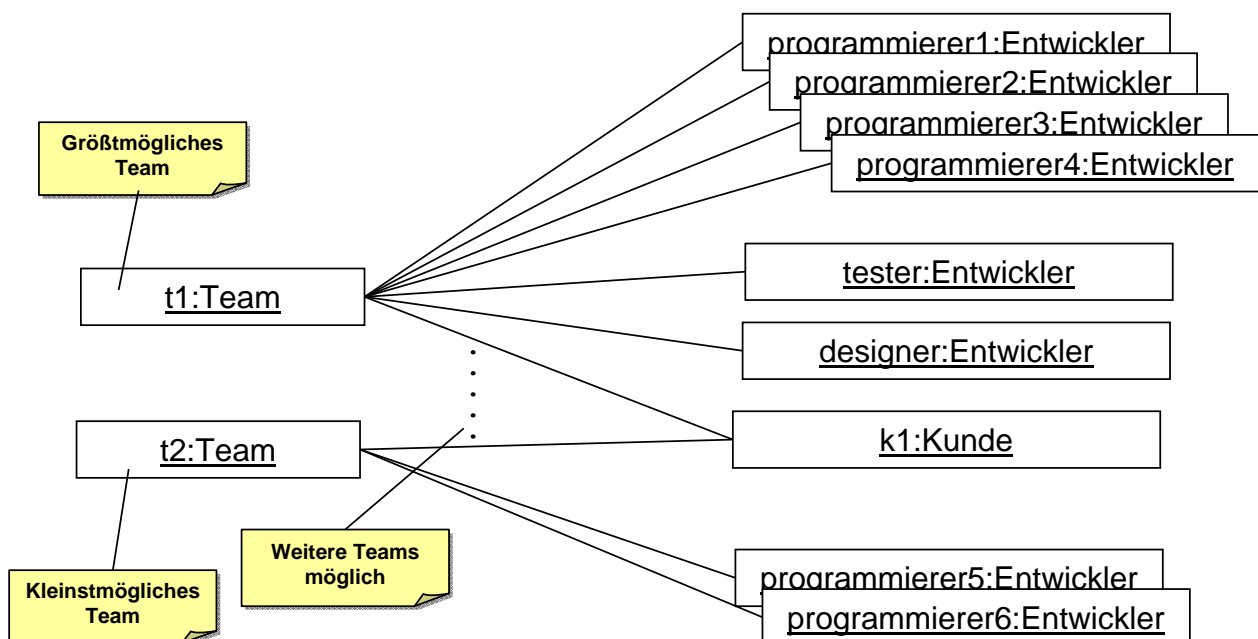 programmierer1:Entwickler
programmierer2:Entwickler
programmierer3:Entwickler
programmierer4:Entwickler
Größtmögliches
Team
t1:Team
tester:Entwickler
designer:Entwickler
t2:Team
k1:Kunde
Weitere Teams
möglich
Kleinstmögliches
Team
programmierer5:Entwickler
programmierer6:Entwickler